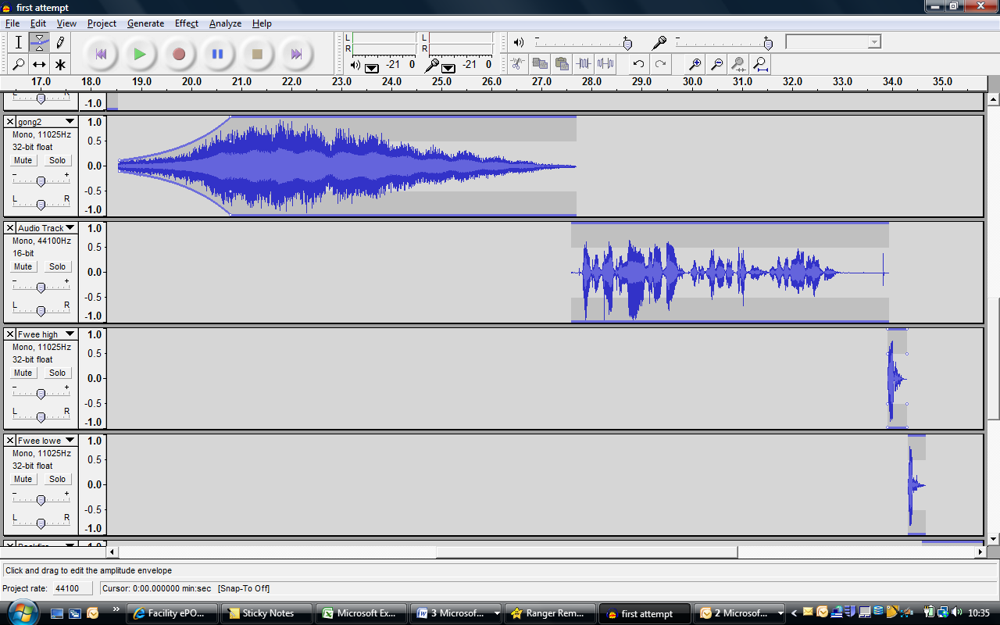 first attempt
File Edit View Project Generate Effect Analyze Help
L
R
-21 0
L
R
-21 0
- + - +
17.0 18.0 19.0 20.0 21.0 22.0 23.0 24.0 25.0 26.0 27.0 28.0 29.0 30.0 31.0 32.0 33.0 34.0 35.0
-1.0
gong2
Mono, 11025Hz
32-bit float
Mute Solo
- +
L R
1.0
0.5
0.0
-0.5
-1.0
Audio Track
Mono, 44100Hz
16-bit
Mute Solo
- +
L R
1.0
0.5
0.0
-0.5
-1.0
Fwee high
Mono, 11025Hz
32-bit float
Mute Solo
- +
L R
1.0
0.5
0.0
-0.5
-1.0
Fwee lowe
Mono, 11025Hz
32-bit float
Mute Solo
- +
L R
1.0
0.5
0.0
-0.5
-1.0
1.0
Click and drag to edit the amplitude envelope
Project rate: 44100 Cursor: 0:00.000000 min:sec [Snap-To Off]
Facility ePO... Sticky Notes Microsoft Ex... 3 Microsof... Ranger Rem... first attempt 2 Microsof... 10:35